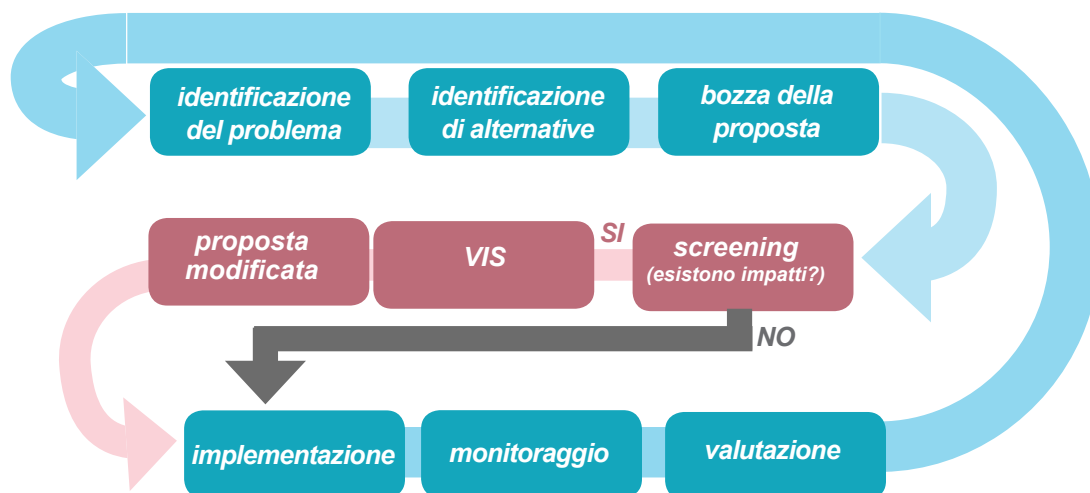 identificazione
del problema
identificazione
di alternative
bozza della
proposta
proposta
modificata
VIS
SI
screening
(esistono impatti?)
NO
implementazione
monitoraggio
valutazione